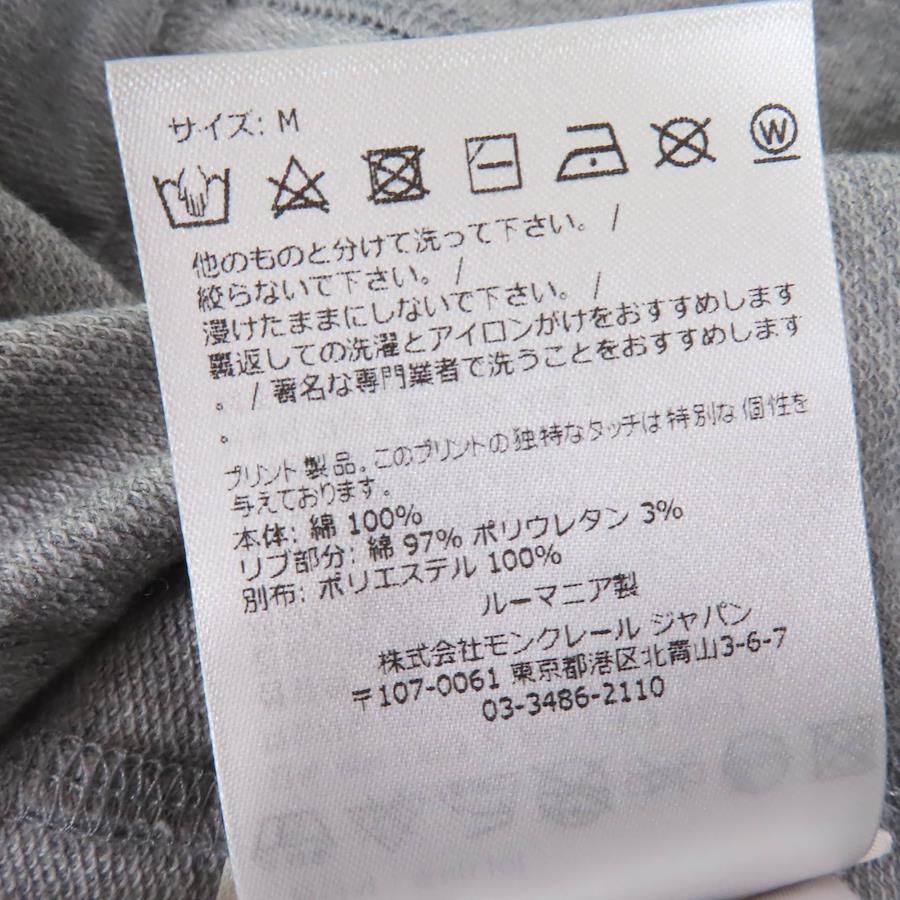 サイズ: M
W
他のものと分けて洗って下さい。 /
絞らないで下さい。 /
浸けたままにしないで下さい。 /
裏返しての洗濯とアイロンがけをおすすめします
。 / 著名な専門業者で洗うことをおすすめします
。
プリント製品。このプリントの独特なタッチは特別な個性を
与えております。
本体: 綿 100%
リブ部分: 綿 97% ポリウレタン 3%
別布: ポリエステル 100%
ルーマニア製
株式会社モンクレール ジャパン
〒107-0061 東京都港区北青山3-6-7
03-3486-2110